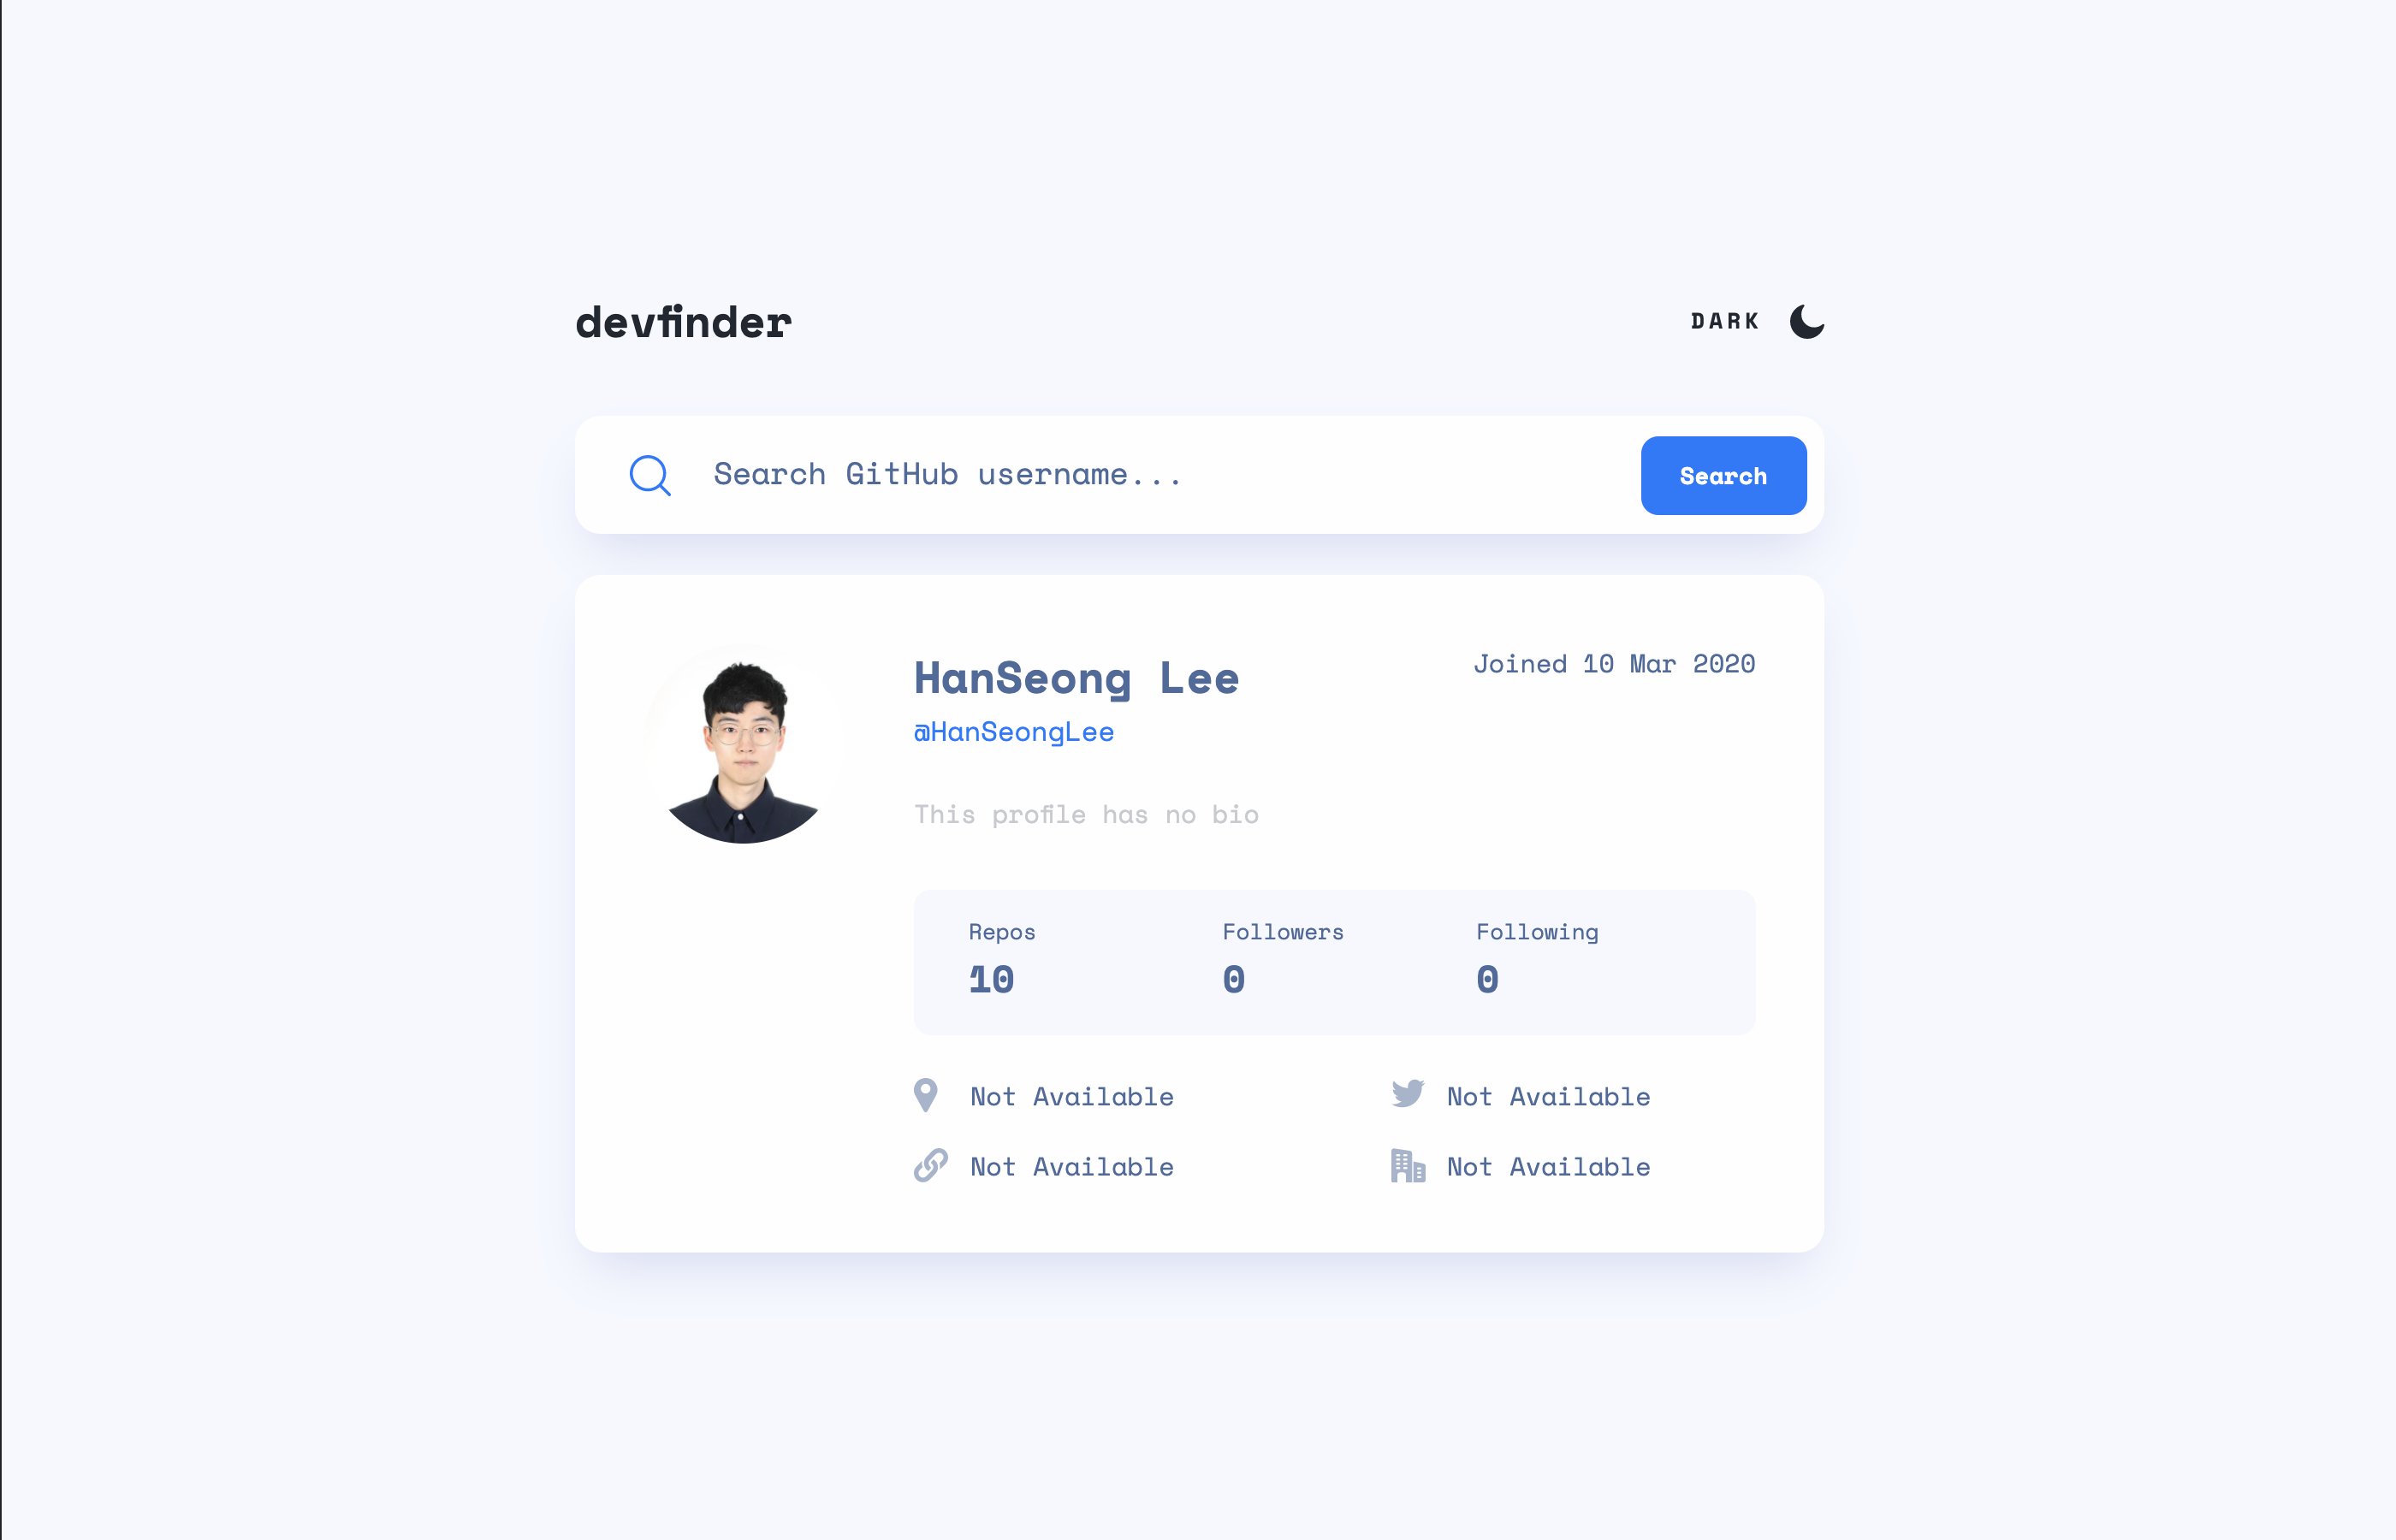 devfinder
DARK
Search GitHub username...
Search
HanSeong Lee
Joined 10 Mar 2020
@HanSeongLee
This profile has no bio
Repos
Followers
Following
10
0
0
Not Available
Not Available
Not Available
Not Available